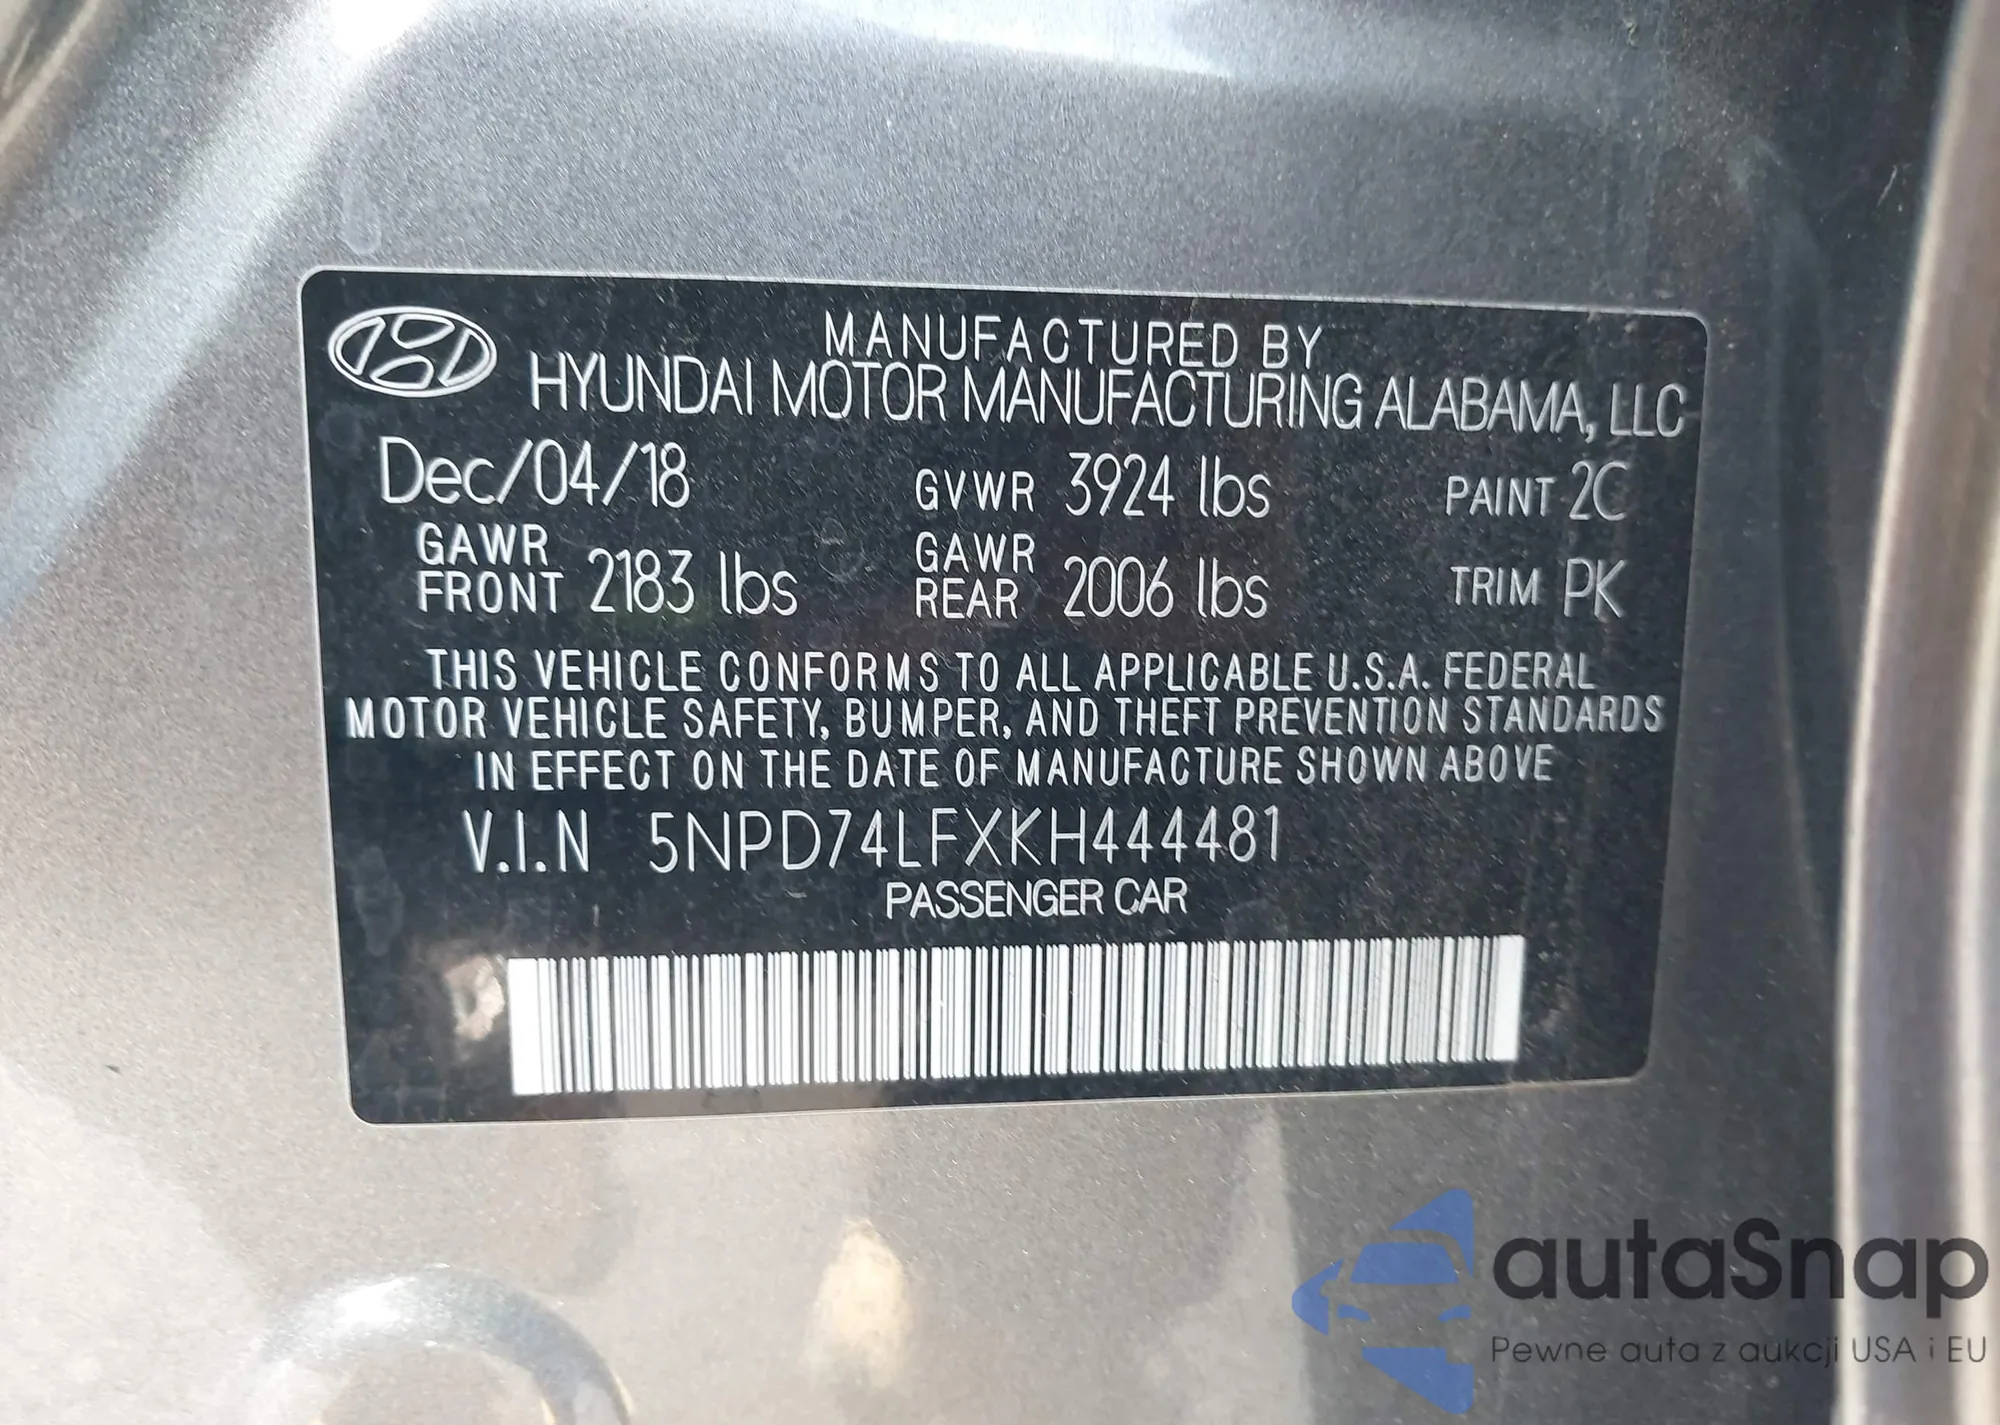 MANUFACTURED BY
HYUNDAI MOTOR MANUFACTURING ALABAMA, LLC
Dec/04/18 GVWR 3924 lbs PAINT 2C
GAWR FRONT 2183 lbs GAWR REAR 2006 lbs TRIM PK
THIS VEHICLE CONFORMS TO ALL APPLICABLE U.S.A. FEDERAL
MOTOR VEHICLE SAFETY, BUMPER, AND THEFT PREVENTION STANDARDS
IN EFFECT ON THE DATE OF MANUFACTURE SHOWN ABOVE
V.I.N 5NPD74LFXKH444481
PASSENGER CAR
autaSnap
Pewne auta z aukcji USA i EU